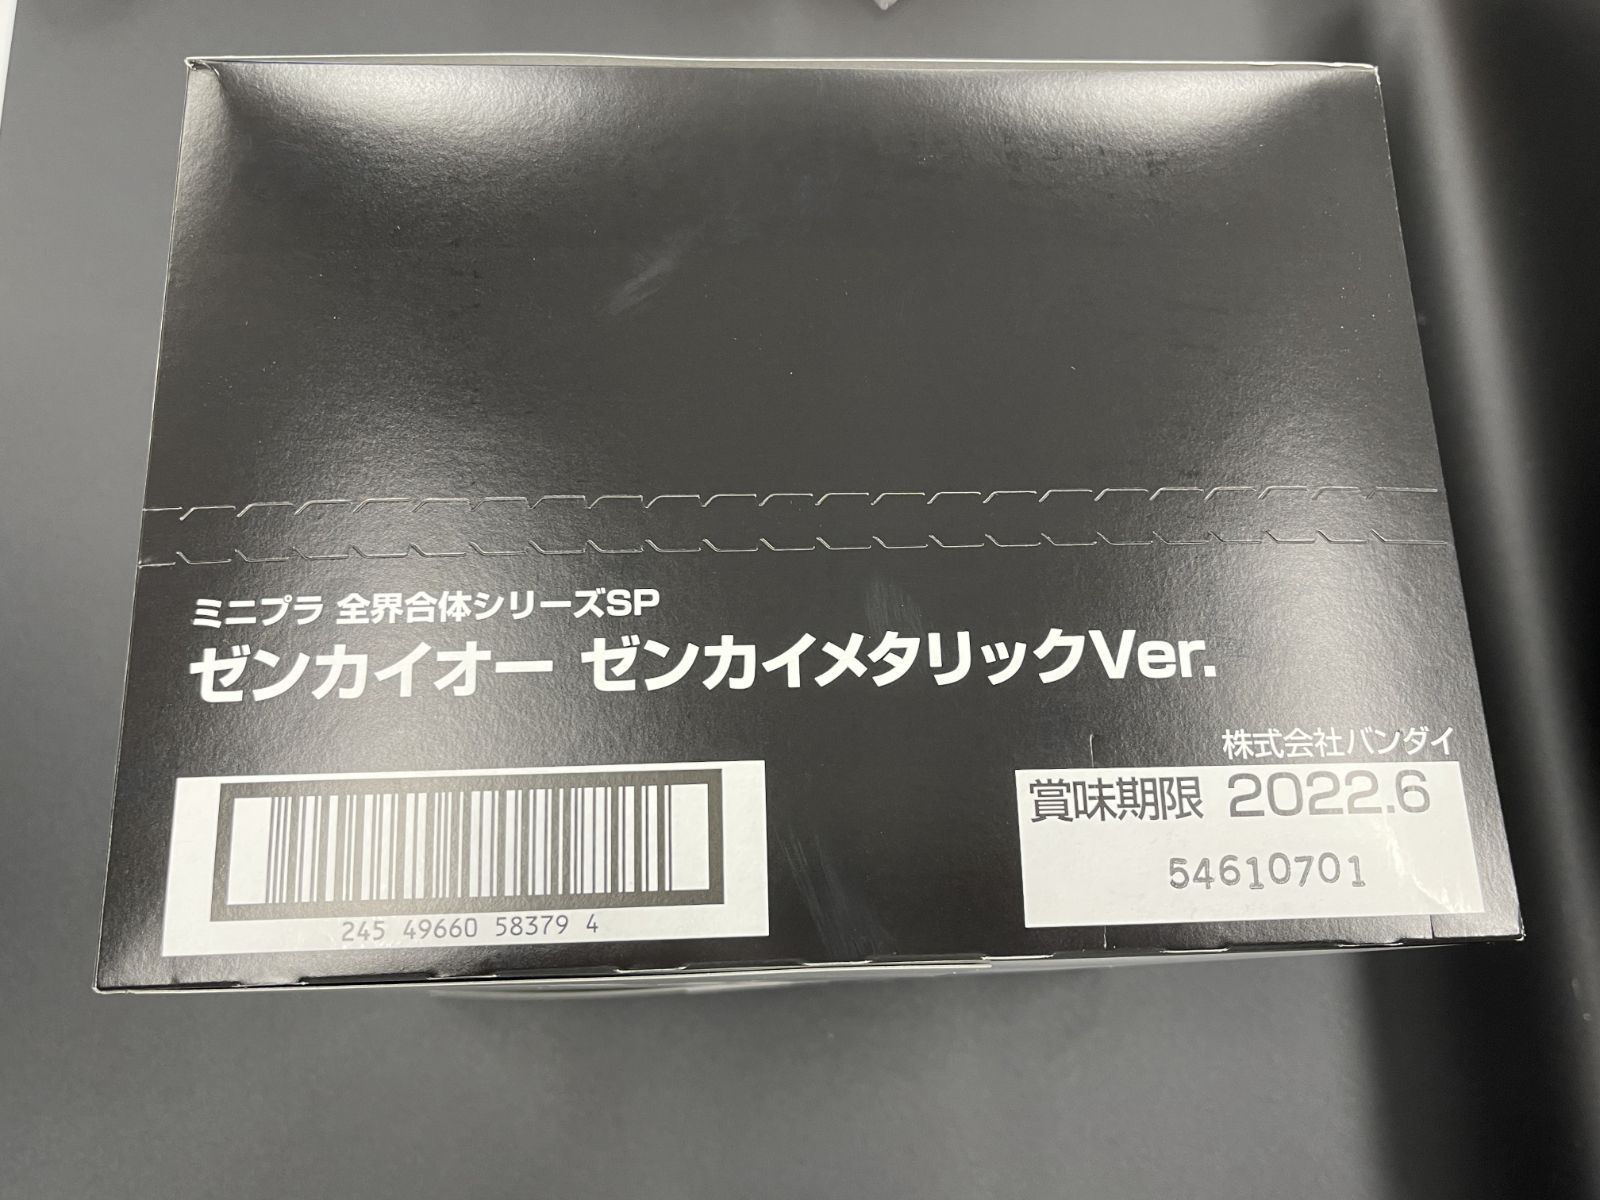 ミニプラ 全界合体シリーズSP
ゼンカイオー ゼンカイメタリックVer.
株式会社バンダイ
賞味期限 2022.6
54610701
245 49660 58379 4